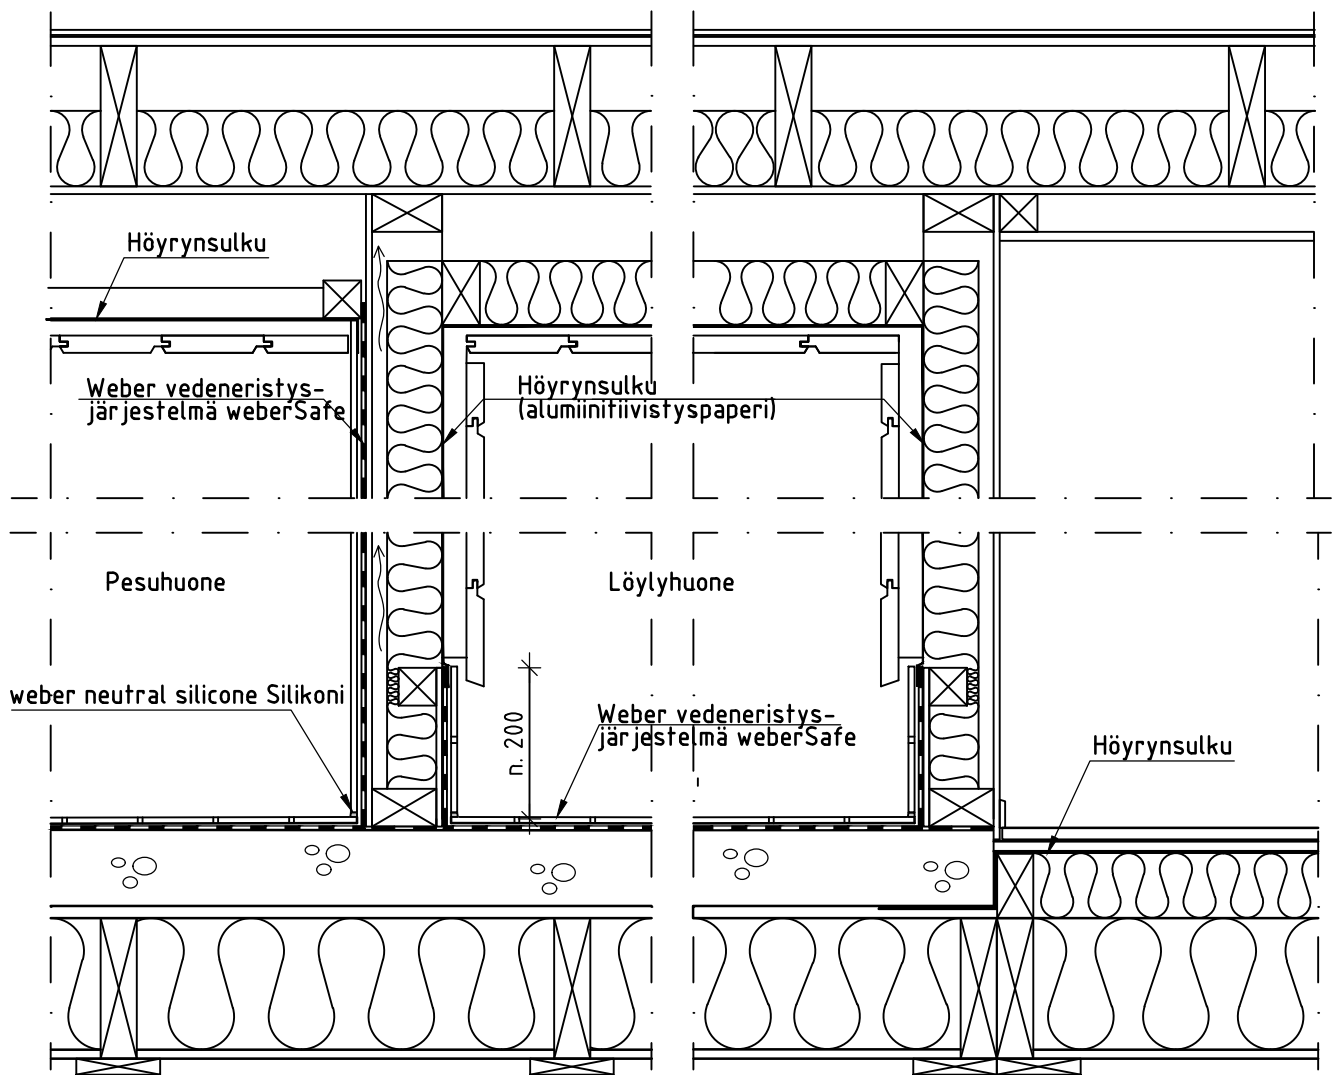 Höyrynsulku
Weber vedeneristys-
järjestelmä weberSafe
Höyrynsulku
(alumiinitiivistyspaperi)
Pesuhuone
Löylyhuone
weber neutral silicone Silikoni
n. 200
Weber vedeneristys-
järjestelmä weberSafe
Höyrynsulku